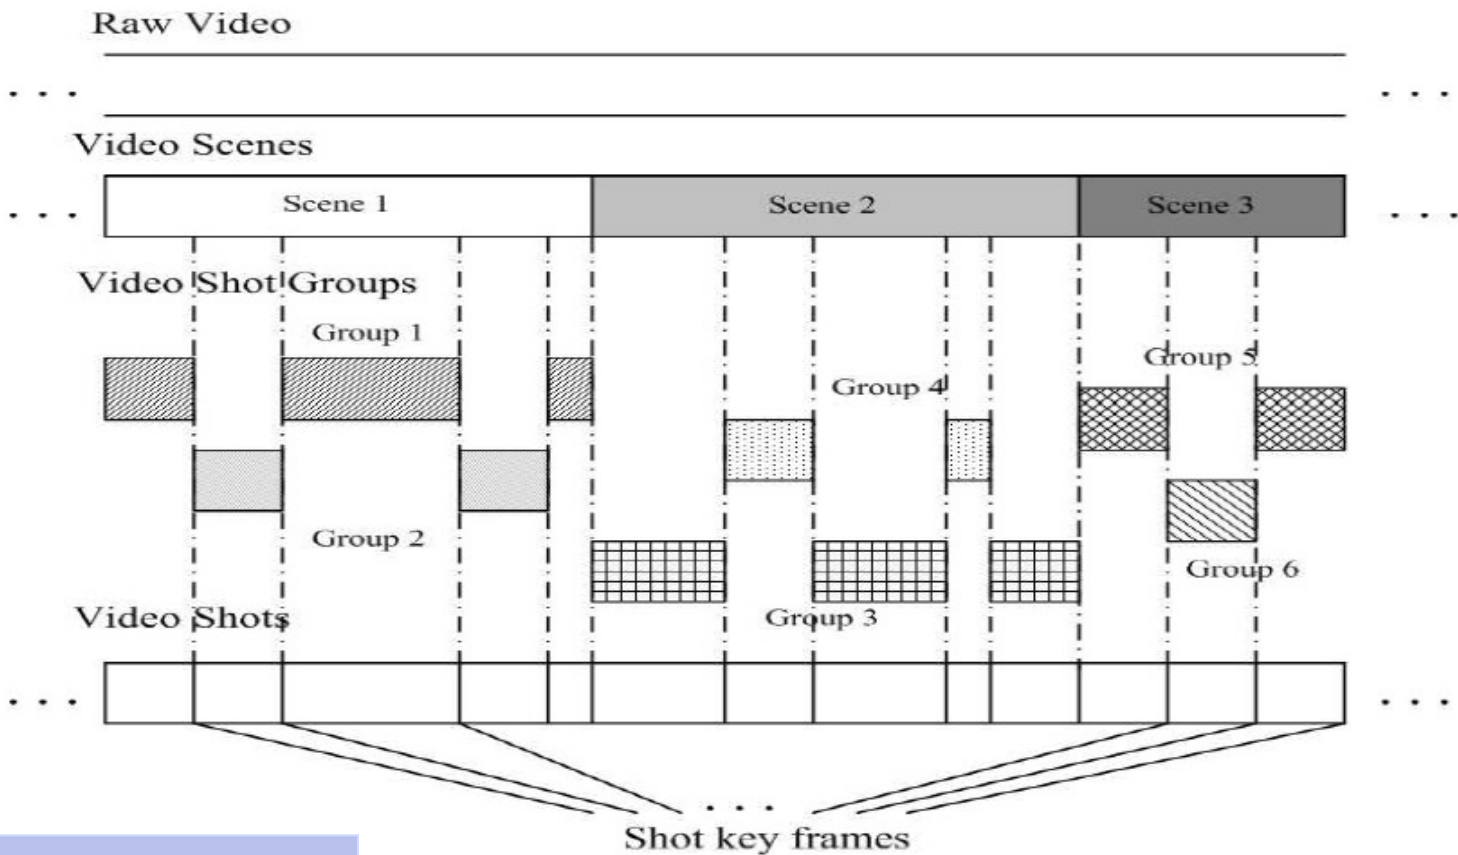 Raw Video
. . .
. . .
Video Scenes
. . .
Scene 1
Scene 2
Scene 3
. . .
Video Shot Groups
Group 1
Group 5
Group 4
Group 2
Group 6
Group 3
Video Shots
. . .
. . .
. . .
Shot key frames